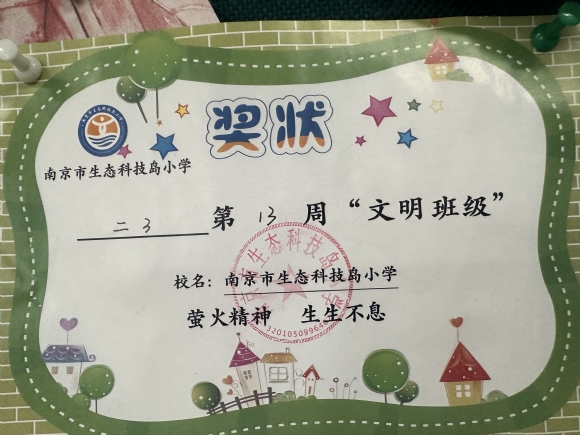 奖状
南京市生态科技岛小学
二3 第 13 周“文明班级”
校名：南京市生态科技岛小学
萤火精神 生生不息